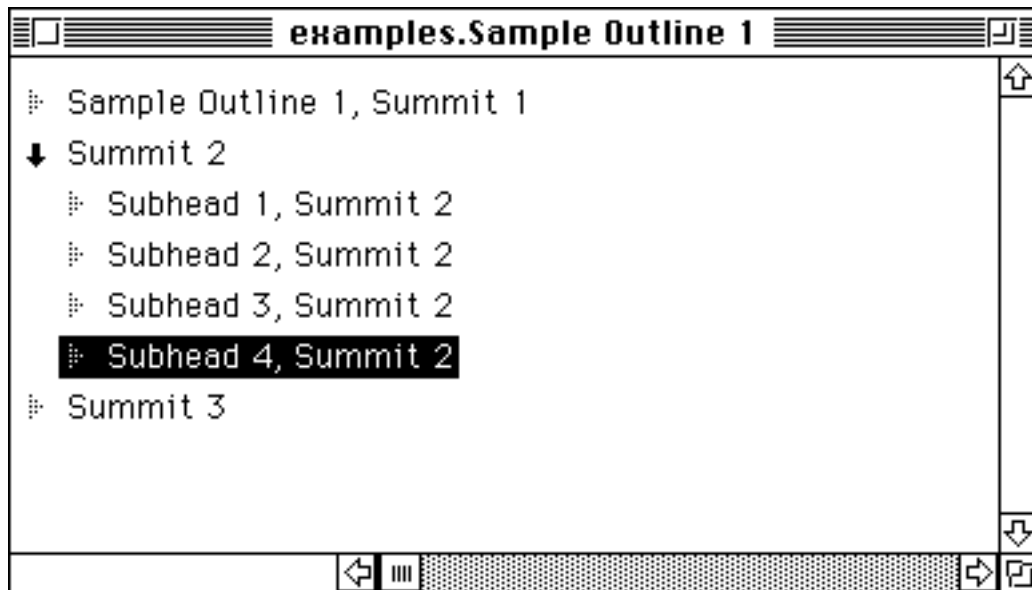 examples.Sample Outline 1
Sample Outline 1, Summit 1
Summit 2
Subhead 1, Summit 2
Subhead 2, Summit 2
Subhead 3, Summit 2
Subhead 4, Summit 2
Summit 3